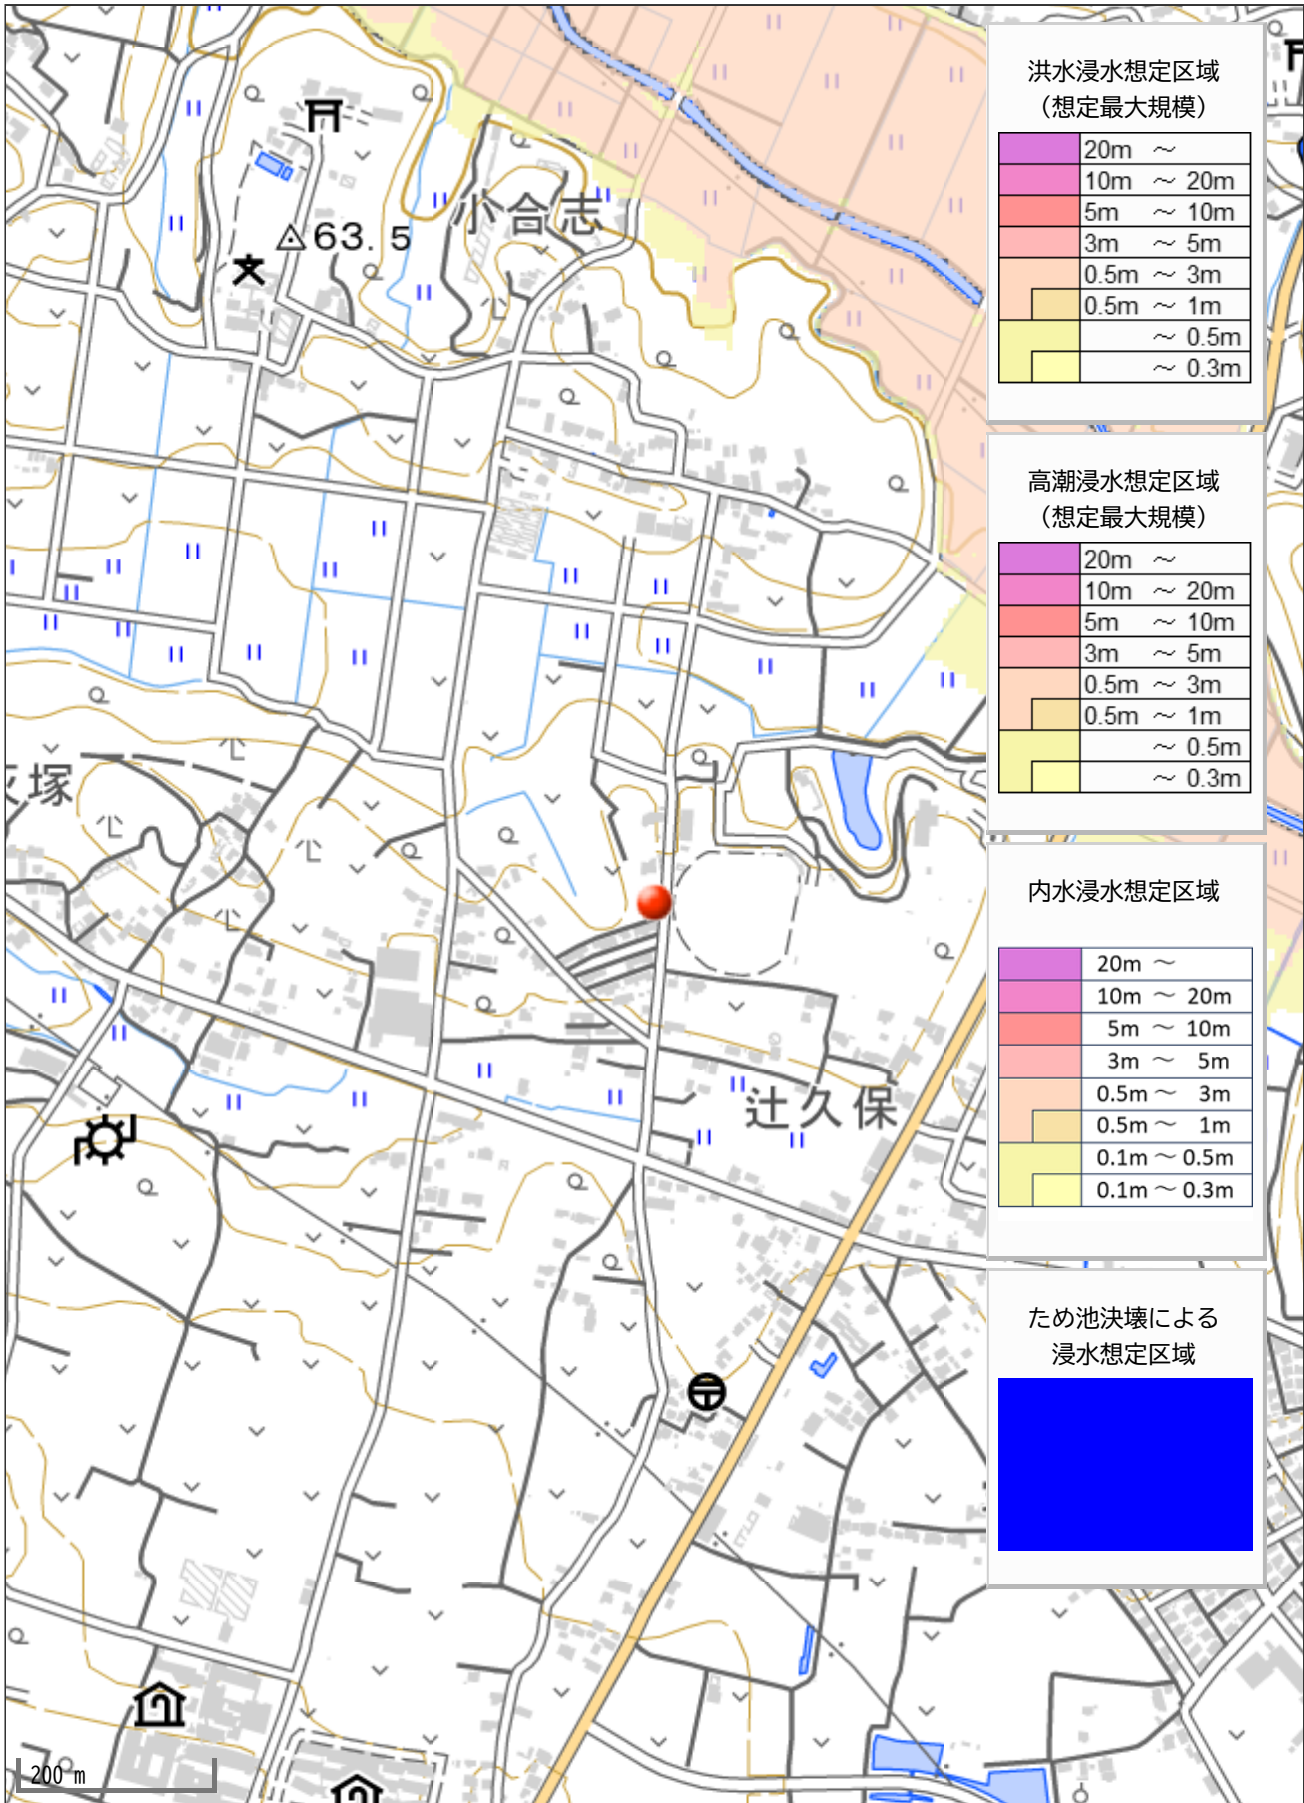 小合志
63.5
塚
辻久保
200 m
洪水浸水想定区域
（想定最大規模）
20m ～
10m ～ 20m
5m ～ 10m
3m ～ 5m
0.5m ～ 3m
0.5m ～ 1m
～ 0.5m
～ 0.3m
高潮浸水想定区域
（想定最大規模）
20m ～
10m ～ 20m
5m ～ 10m
3m ～ 5m
0.5m ～ 3m
0.5m ～ 1m
～ 0.5m
～ 0.3m
内水浸水想定区域
20m ～
10m ～ 20m
5m ～ 10m
3m ～ 5m
0.5m ～ 3m
0.5m ～ 1m
0.1m ～ 0.5m
0.1m ～ 0.3m
ため池決壊による
浸水想定区域